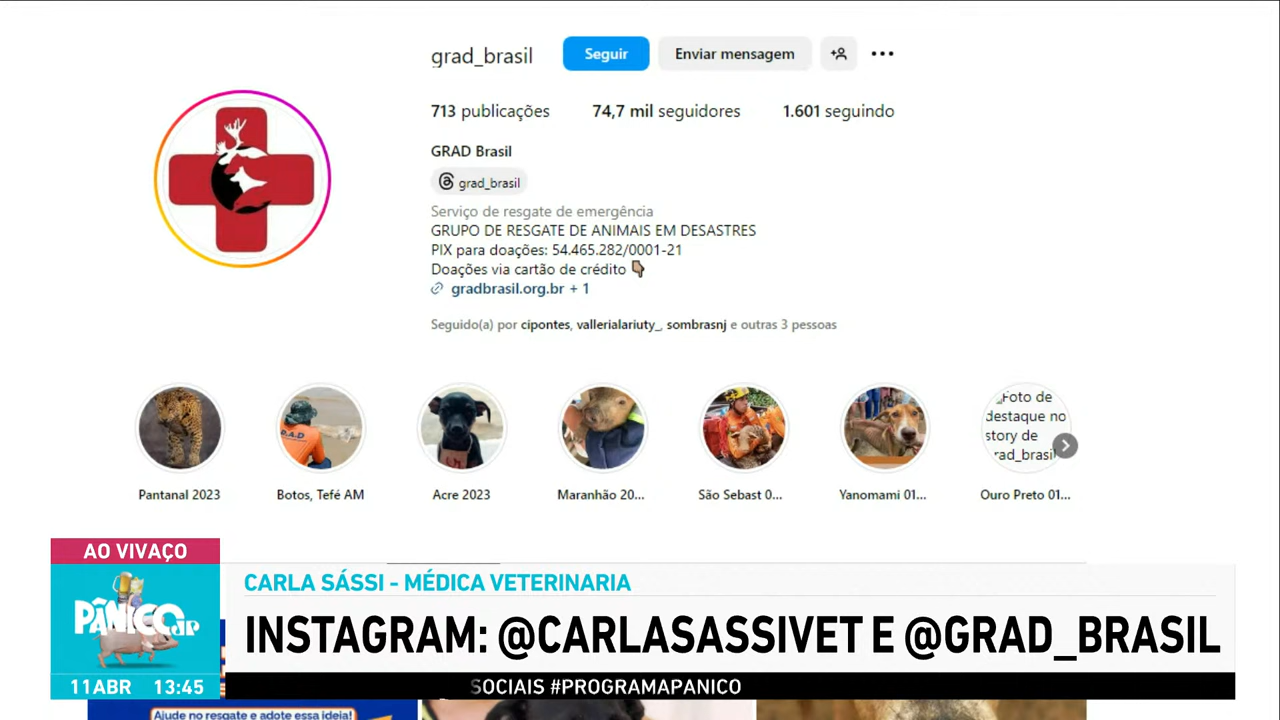 grad_brasil
Seguir
Enviar mensagem
713 publicações
74,7 mil seguidores
1.601 seguindo
GRAD Brasil
grad_brasil
Serviço de resgate de emergência
GRUPO DE RESGATE DE ANIMAIS EM DESASTRES
PIX para doações: 54.465.282/0001-21
Doações via cartão de crédito 👇🏽
gradbrasil.org.br + 1
Seguido(a) por cipontes, vallerialariuty_, sombrasnj e outras 3 pessoas
Foto de
destaque no
story de
grad_brasil
Pantanal 2023
Botos, Tefé AM
Acre 2023
Maranhão 20...
São Sebast 0...
Yanomami 01...
Ouro Preto 01...
AO VIVAÇO
PÂNICO JP
11ABR 13:45
CARLA SÁSSI - MÉDICA VETERINARIA
INSTAGRAM: @CARLASASSIVET E @GRAD_BRASIL
SOCIAIS #PROGRAMAPANICO
Ajude no resgate e adote essa ideia!